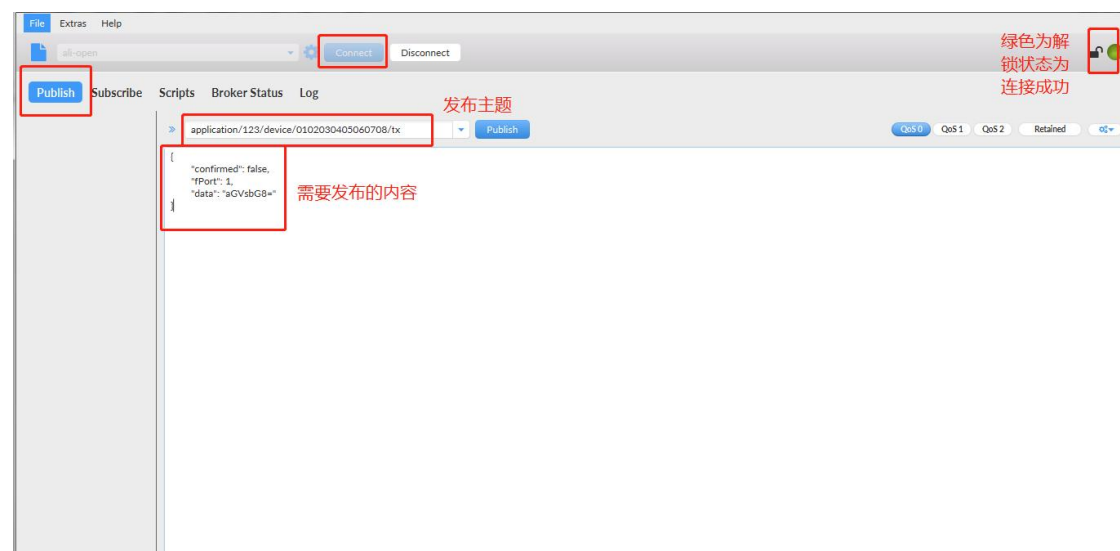 File Extras Help
all-open Connect Disconnect
绿色为解
锁状态为
连接成功
Publish Subscribe Scripts Broker Status Log
发布主题
application/123/device/0102030405060708/tx Publish QoS 0 QoS 1 QoS 2 Retained
{
"confirmed": false,
"fPort": 1,
"data": "aGVsbG8="
}
需要发布的内容